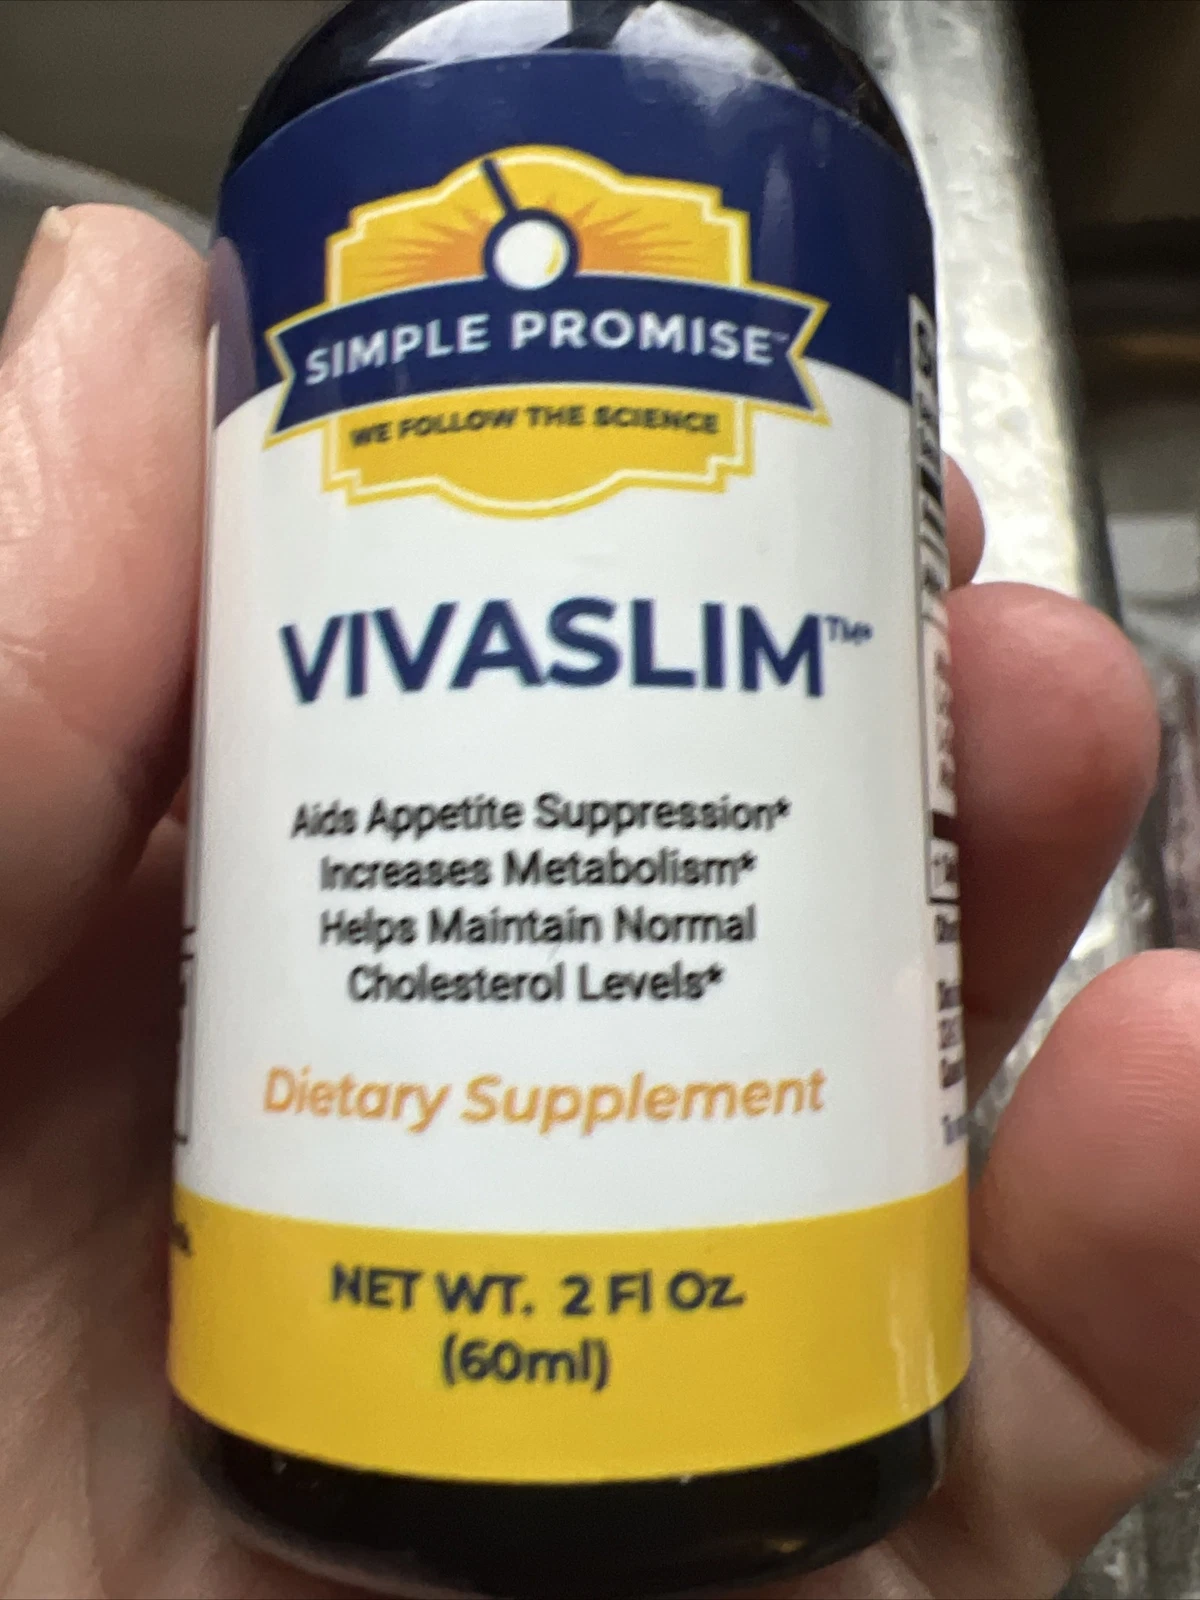 SIMPLE PROMISE™
WE FOLLOW THE SCIENCE
VIVASLIM™*
Aids Appetite Suppression*
Increases Metabolism*
Helps Maintain Normal
Cholesterol Levels*
Dietary Supplement
NET WT. 2 Fl Oz.
(60ml)